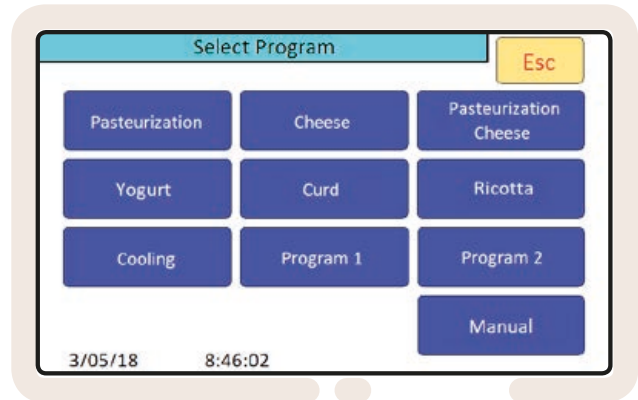 Select Program
Esc
Pasteurization
Cheese
Pasteurization
Cheese
Yogurt
Curd
Ricotta
Cooling
Program 1
Program 2
Manual
3/05/18 8:46:02